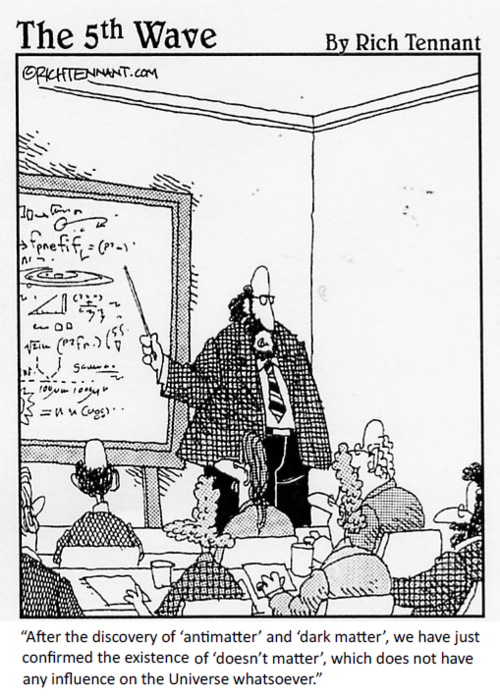 The 5th Wave
By Rich Tennant
©RICHTENNANT.COM
"After the discovery of 'antimatter' and 'dark matter', we have just
confirmed the existence of 'doesn't matter', which does not have
any influence on the Universe whatsoever."